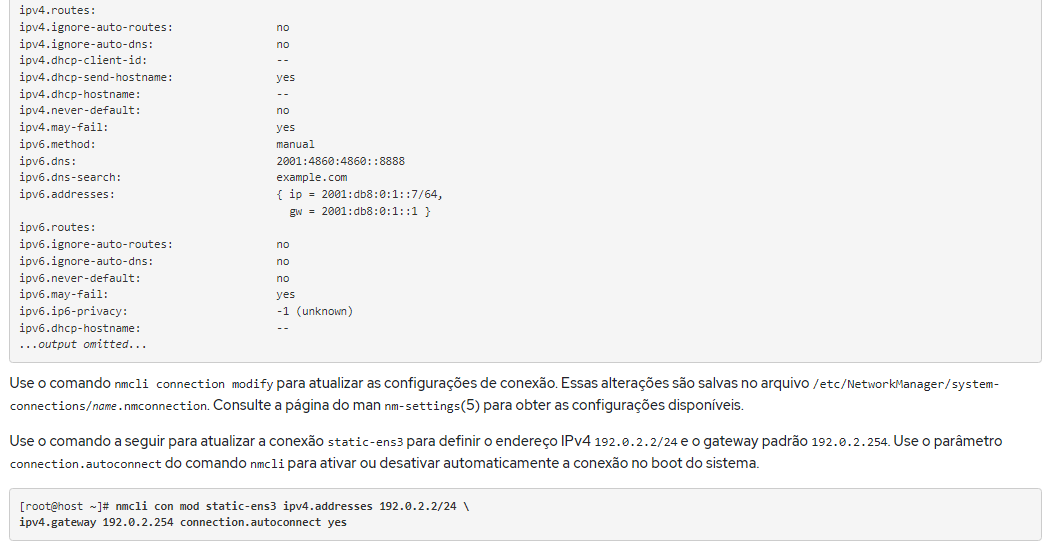 ipv4.routes:
ipv4.ignore-auto-routes: no
ipv4.ignore-auto-dns: no
ipv4.dhcp-client-id: --
ipv4.dhcp-send-hostname: yes
ipv4.dhcp-hostname: --
ipv4.never-default: no
ipv4.may-fail: yes
ipv6.method: manual
ipv6.dns: 2001:4860:4860::8888
ipv6.dns-search: example.com
ipv6.addresses: { ip = 2001:db8:0:1::7/64,
gw = 2001:db8:0:1::1 }
ipv6.routes:
ipv6.ignore-auto-routes: no
ipv6.ignore-auto-dns: no
ipv6.never-default: no
ipv6.may-fail: yes
ipv6.ip6-privacy: -1 (unknown)
ipv6.dhcp-hostname: --
...output omitted...
Use o comando nmcli connection modify para atualizar as configurações de conexão. Essas alterações são salvas no arquivo /etc/NetworkManager/system-
connections/name.nmconnection. Consulte a página do man nm-settings(5) para obter as configurações disponíveis.
Use o comando a seguir para atualizar a conexão static-ens3 para definir o endereço IPv4 192.0.2.2/24 e o gateway padrão 192.0.2.254. Use o parâmetro
connection.autoconnect do comando nmcli para ativar ou desativar automaticamente a conexão no boot do sistema.
[root@host ~]# nmcli con mod static-ens3 ipv4.addresses 192.0.2.2/24 \
ipv4.gateway 192.0.2.254 connection.autoconnect yes